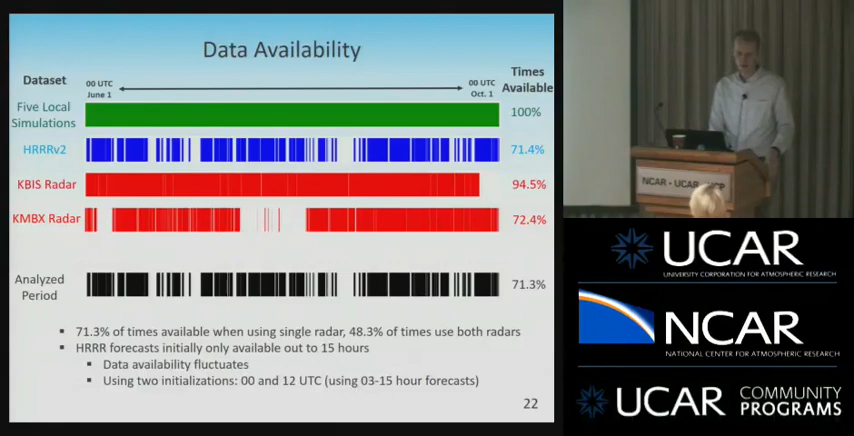 Data Availability
Dataset
00 UTC
June 1
00 UTC
Oct. 1
Times
Available
Five Local
Simulations
100%
HRRRv2
71.4%
KBIS Radar
94.5%
KMBX Radar
72.4%
Analyzed
Period
71.3%
71.3% of times available when using single radar, 48.3% of times use both radars
HRRR forecasts initially only available out to 15 hours
Data availability fluctuates
Using two initializations: 00 and 12 UTC (using 03-15 hour forecasts)
22
NCAR - UCAR
UCAR
UNIVERSITY CORPORATION FOR ATMOSPHERIC RESEARCH
NCAR
NATIONAL CENTER FOR ATMOSPHERIC RESEARCH
UCAR COMMUNITY
PROGRAMS